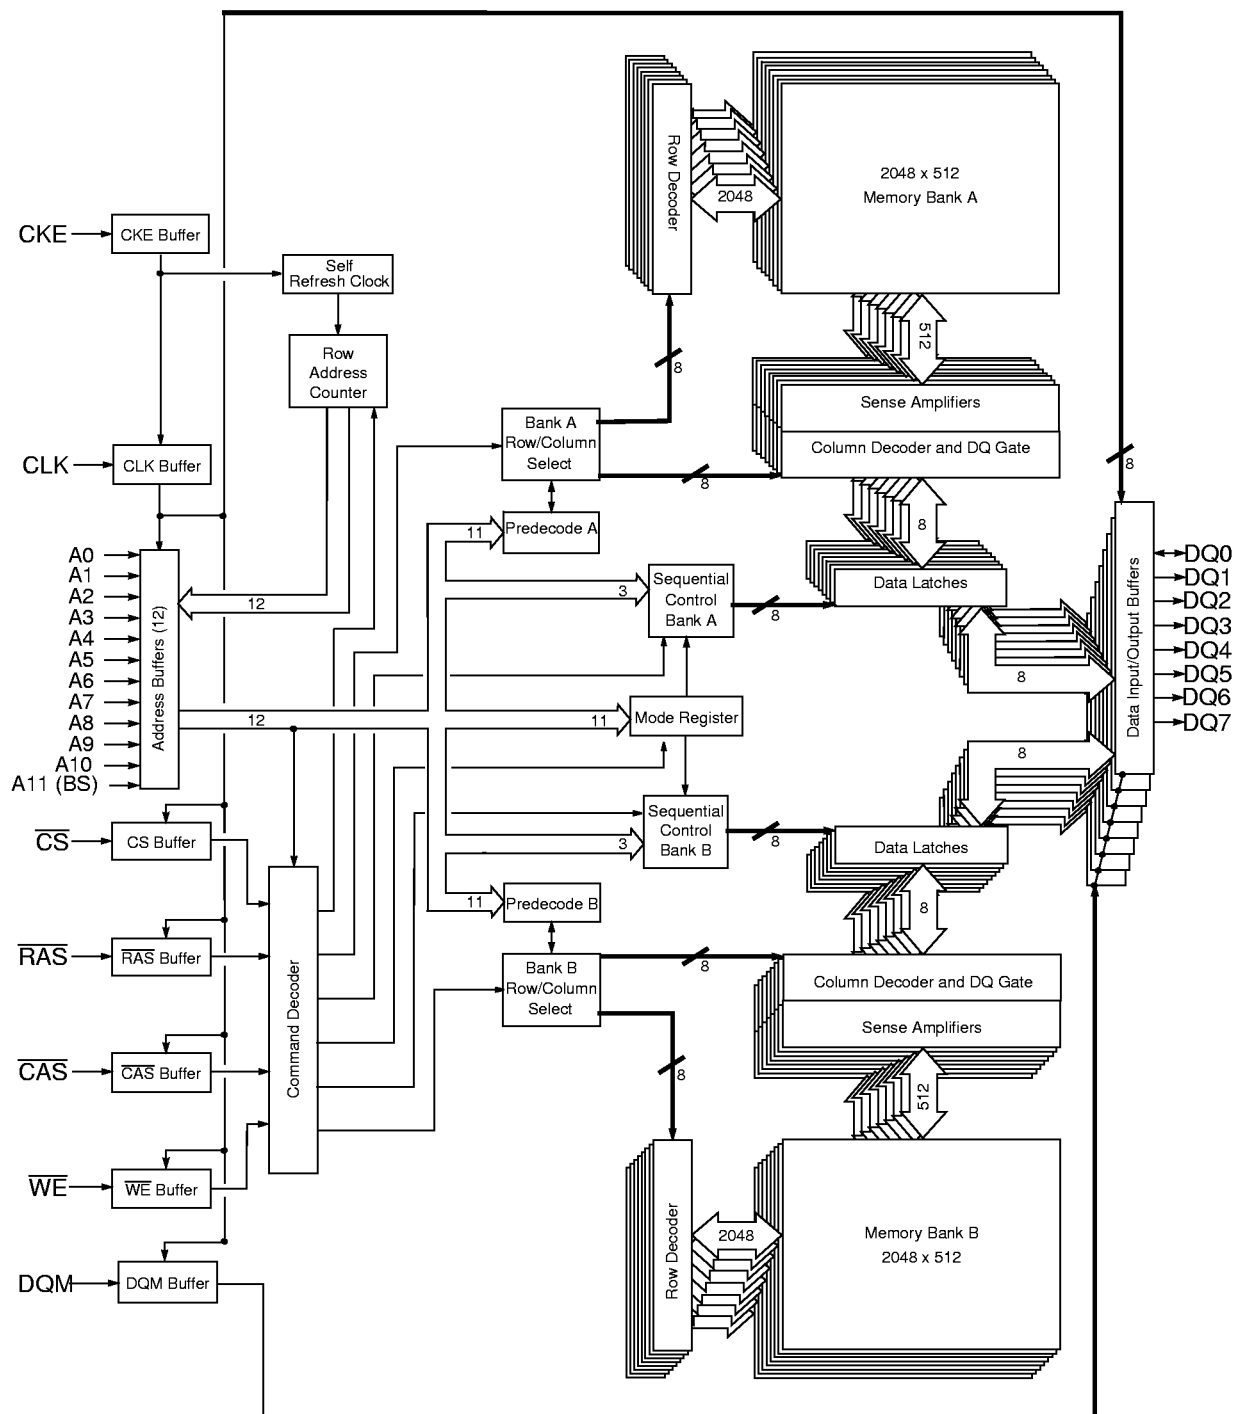 2048 x 512
Memory Bank A
Row Decoder
2048
CKE
CKE Buffer
Self
Refresh Clock
512
Row
Address
Counter
8
Sense Amplifiers
Column Decoder and DQ Gate
Bank A
Row/Column
Select
8
8
CLK
CLK Buffer
8
11
Predecode A
A0
A1
A2
A3
A4
A5
A6
A7
A8
A9
A10
A11 (BS)
Address Buffers (12)
12
3
Sequential
Control
Bank A
8
Data Latches
8
Data Input/Output Buffers
DQ0
DQ1
DQ2
DQ3
DQ4
DQ5
DQ6
DQ7
12
11
Mode Register
8
CS
CS Buffer
3
Sequential
Control
Bank B
8
Data Latches
11
Predecode B
8
RAS
RAS Buffer
Command Decoder
Bank B
Row/Column
Select
8
Column Decoder and DQ Gate
Sense Amplifiers
CAS
CAS Buffer
8
512
WE
WE Buffer
Row Decoder
2048
Memory Bank B
2048 x 512
DQM
DQM Buffer